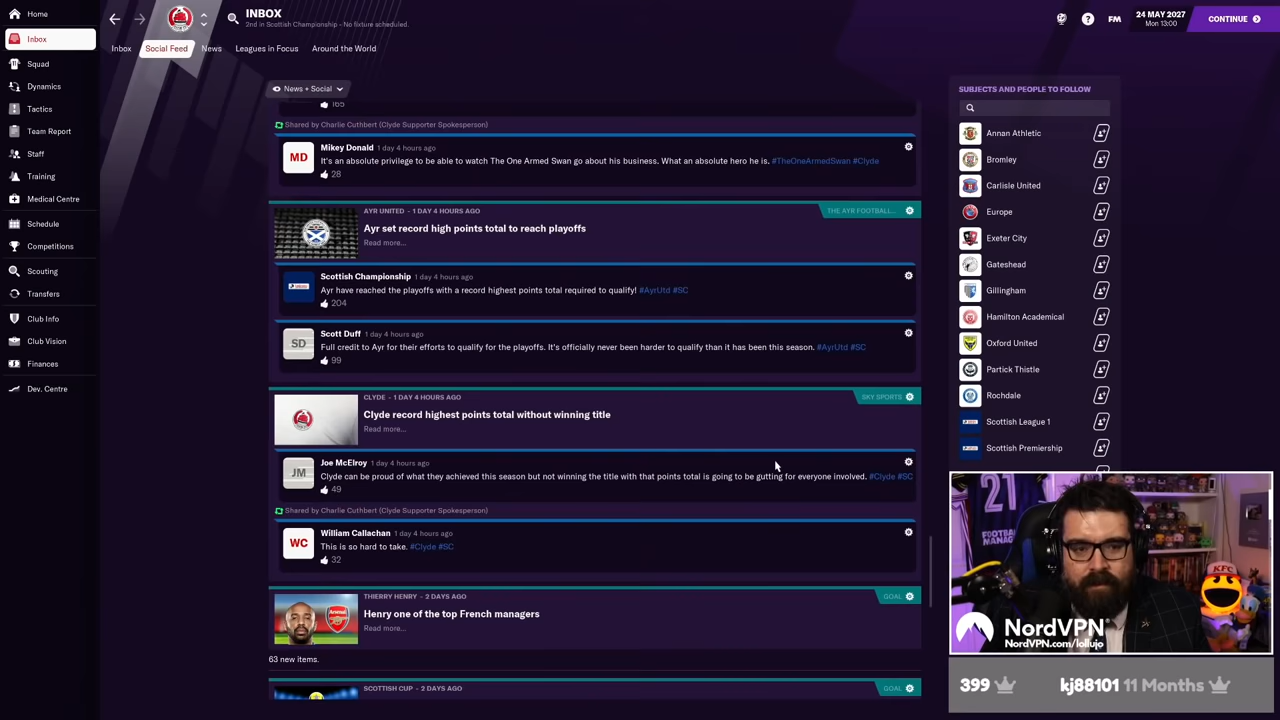 Home
Inbox
Squad
Dynamics
Tactics
Team Report
Staff
Training
Medical Centre
Schedule
Competitions
Scouting
Transfers
Club Info
Club Vision
Finances
Dev. Centre
INBOX
2nd in Scottish Championship - No fixture scheduled.
FM
24 MAY 2027
Mon 13:00
CONTINUE
Inbox
Social Feed
News
Leagues in Focus
Around the World
News + Social
165
Shared by Charlie Cuthbert (Clyde Supporter Spokesperson)
MD
Mikey Donald 1 day 4 hours ago
It's an absolute privilege to be able to watch The One Armed Swan go about his business. What an absolute hero he is. #TheOneArmedSwan #Clyde
28
AYR UNITED - 1 DAY 4 HOURS AGO
THE AYR FOOTBALL...
Ayr set record high points total to reach playoffs
Read more...
Scottish Championship 1 day 4 hours ago
Ayr have reached the playoffs with a record highest points total required to qualify! #AyrUtd #SC
204
SD
Scott Duff 1 day 4 hours ago
Full credit to Ayr for their efforts to qualify for the playoffs. It's officially never been harder to qualify than it has been this season. #AyrUtd #SC
99
CLYDE - 1 DAY 4 HOURS AGO
SKY SPORTS
Clyde record highest points total without winning title
Read more...
JM
Joe McElroy 1 day 4 hours ago
Clyde can be proud of what they achieved this season but not winning the title with that points total is going to be gutting for everyone involved. #Clyde #SC
49
Shared by Charlie Cuthbert (Clyde Supporter Spokesperson)
WC
William Callachan 1 day 4 hours ago
This is so hard to take. #Clyde #SC
32
THIERRY HENRY - 2 DAYS AGO
GOAL
Henry one of the top French managers
Read more...
63 new items.
SCOTTISH CUP - 2 DAYS AGO
GOAL
SUBJECTS AND PEOPLE TO FOLLOW
Annan Athletic
Bromley
Carlisle United
Europe
Exeter City
Gateshead
Gillingham
Hamilton Academical
Oxford United
Partick Thistle
Rochdale
Scottish League 1
Scottish Premiership
21
KFC
NordVPN
NordVPN.com/lollujo
399
kj88101 11 Months